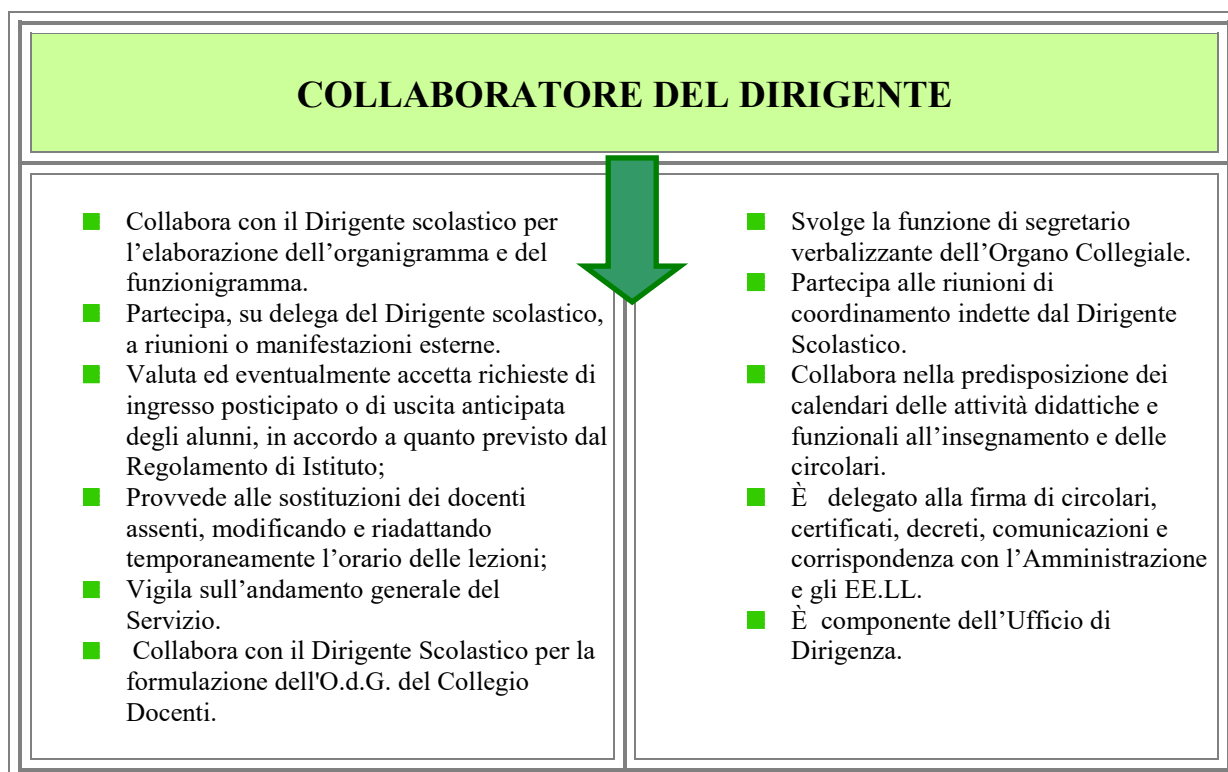 COLLABORATORE DEL DIRIGENTE
Collabora con il Dirigente scolastico per
l’elaborazione dell’organigramma e del
funzionigramma.
Partecipa, su delega del Dirigente scolastico,
a riunioni o manifestazioni esterne.
Valuta ed eventualmente accetta richieste di
ingresso posticipato o di uscita anticipata
degli alunni, in accordo a quanto previsto dal
Regolamento di Istituto;
Provvede alle sostituzioni dei docenti
assenti, modificando e riadattando
temporaneamente l’orario delle lezioni;
Vigila sull’andamento generale del
Servizio.
Collabora con il Dirigente Scolastico per la
formulazione dell'O.d.G. del Collegio
Docenti.
Svolge la funzione di segretario
verbalizzante dell’Organo Collegiale.
Partecipa alle riunioni di
coordinamento indette dal Dirigente
Scolastico.
Collabora nella predisposizione dei
calendari delle attività didattiche e
funzionali all’insegnamento e delle
circolari.
È delegato alla firma di circolari,
certificati, decreti, comunicazioni e
corrispondenza con l’Amministrazione
e gli EE.LL.
È componente dell’Ufficio di
Dirigenza.